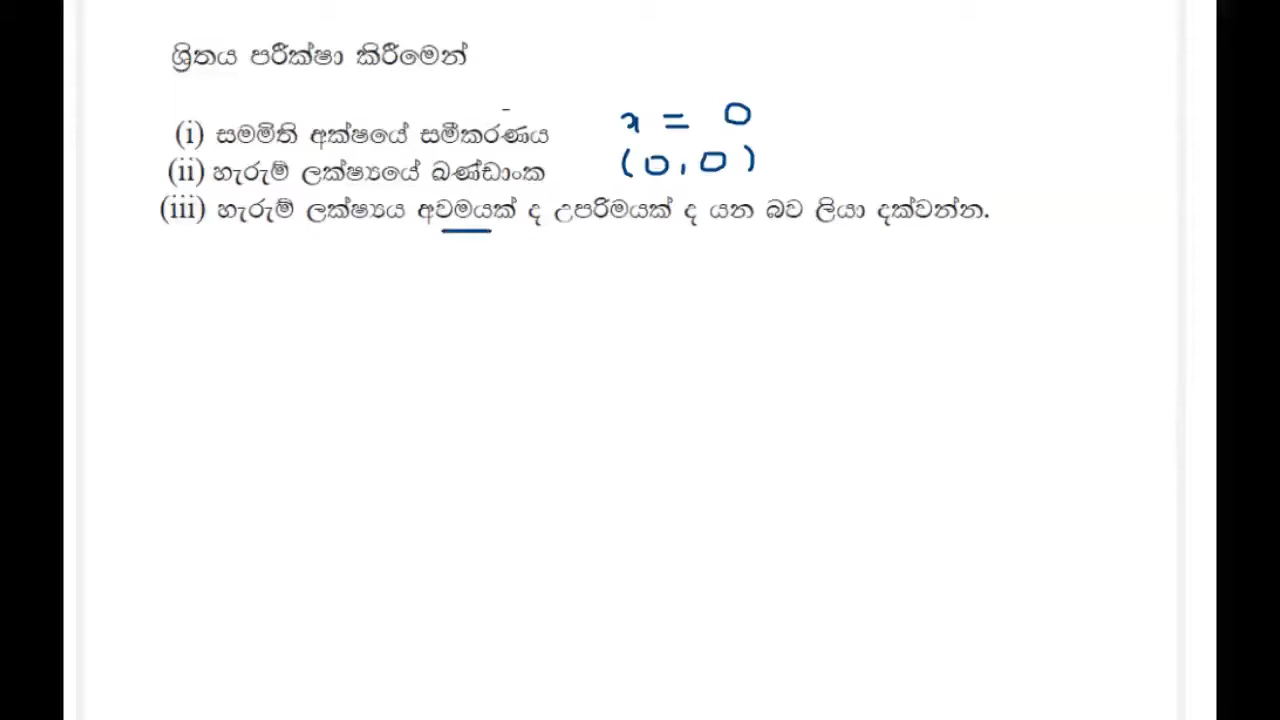 ශ්‍රිතය පරීක්ෂා කිරීමෙන්
(i) සමමිති අක්ෂයේ සමීකරණය x = 0
(ii) හැරුම් ලක්ෂ්‍යයේ ඛණ්ඩාංක (0,0)
(iii) හැරුම් ලක්ෂ්‍යය අවමයක් ද උපරිමයක් ද යන බව ලියා දක්වන්න.